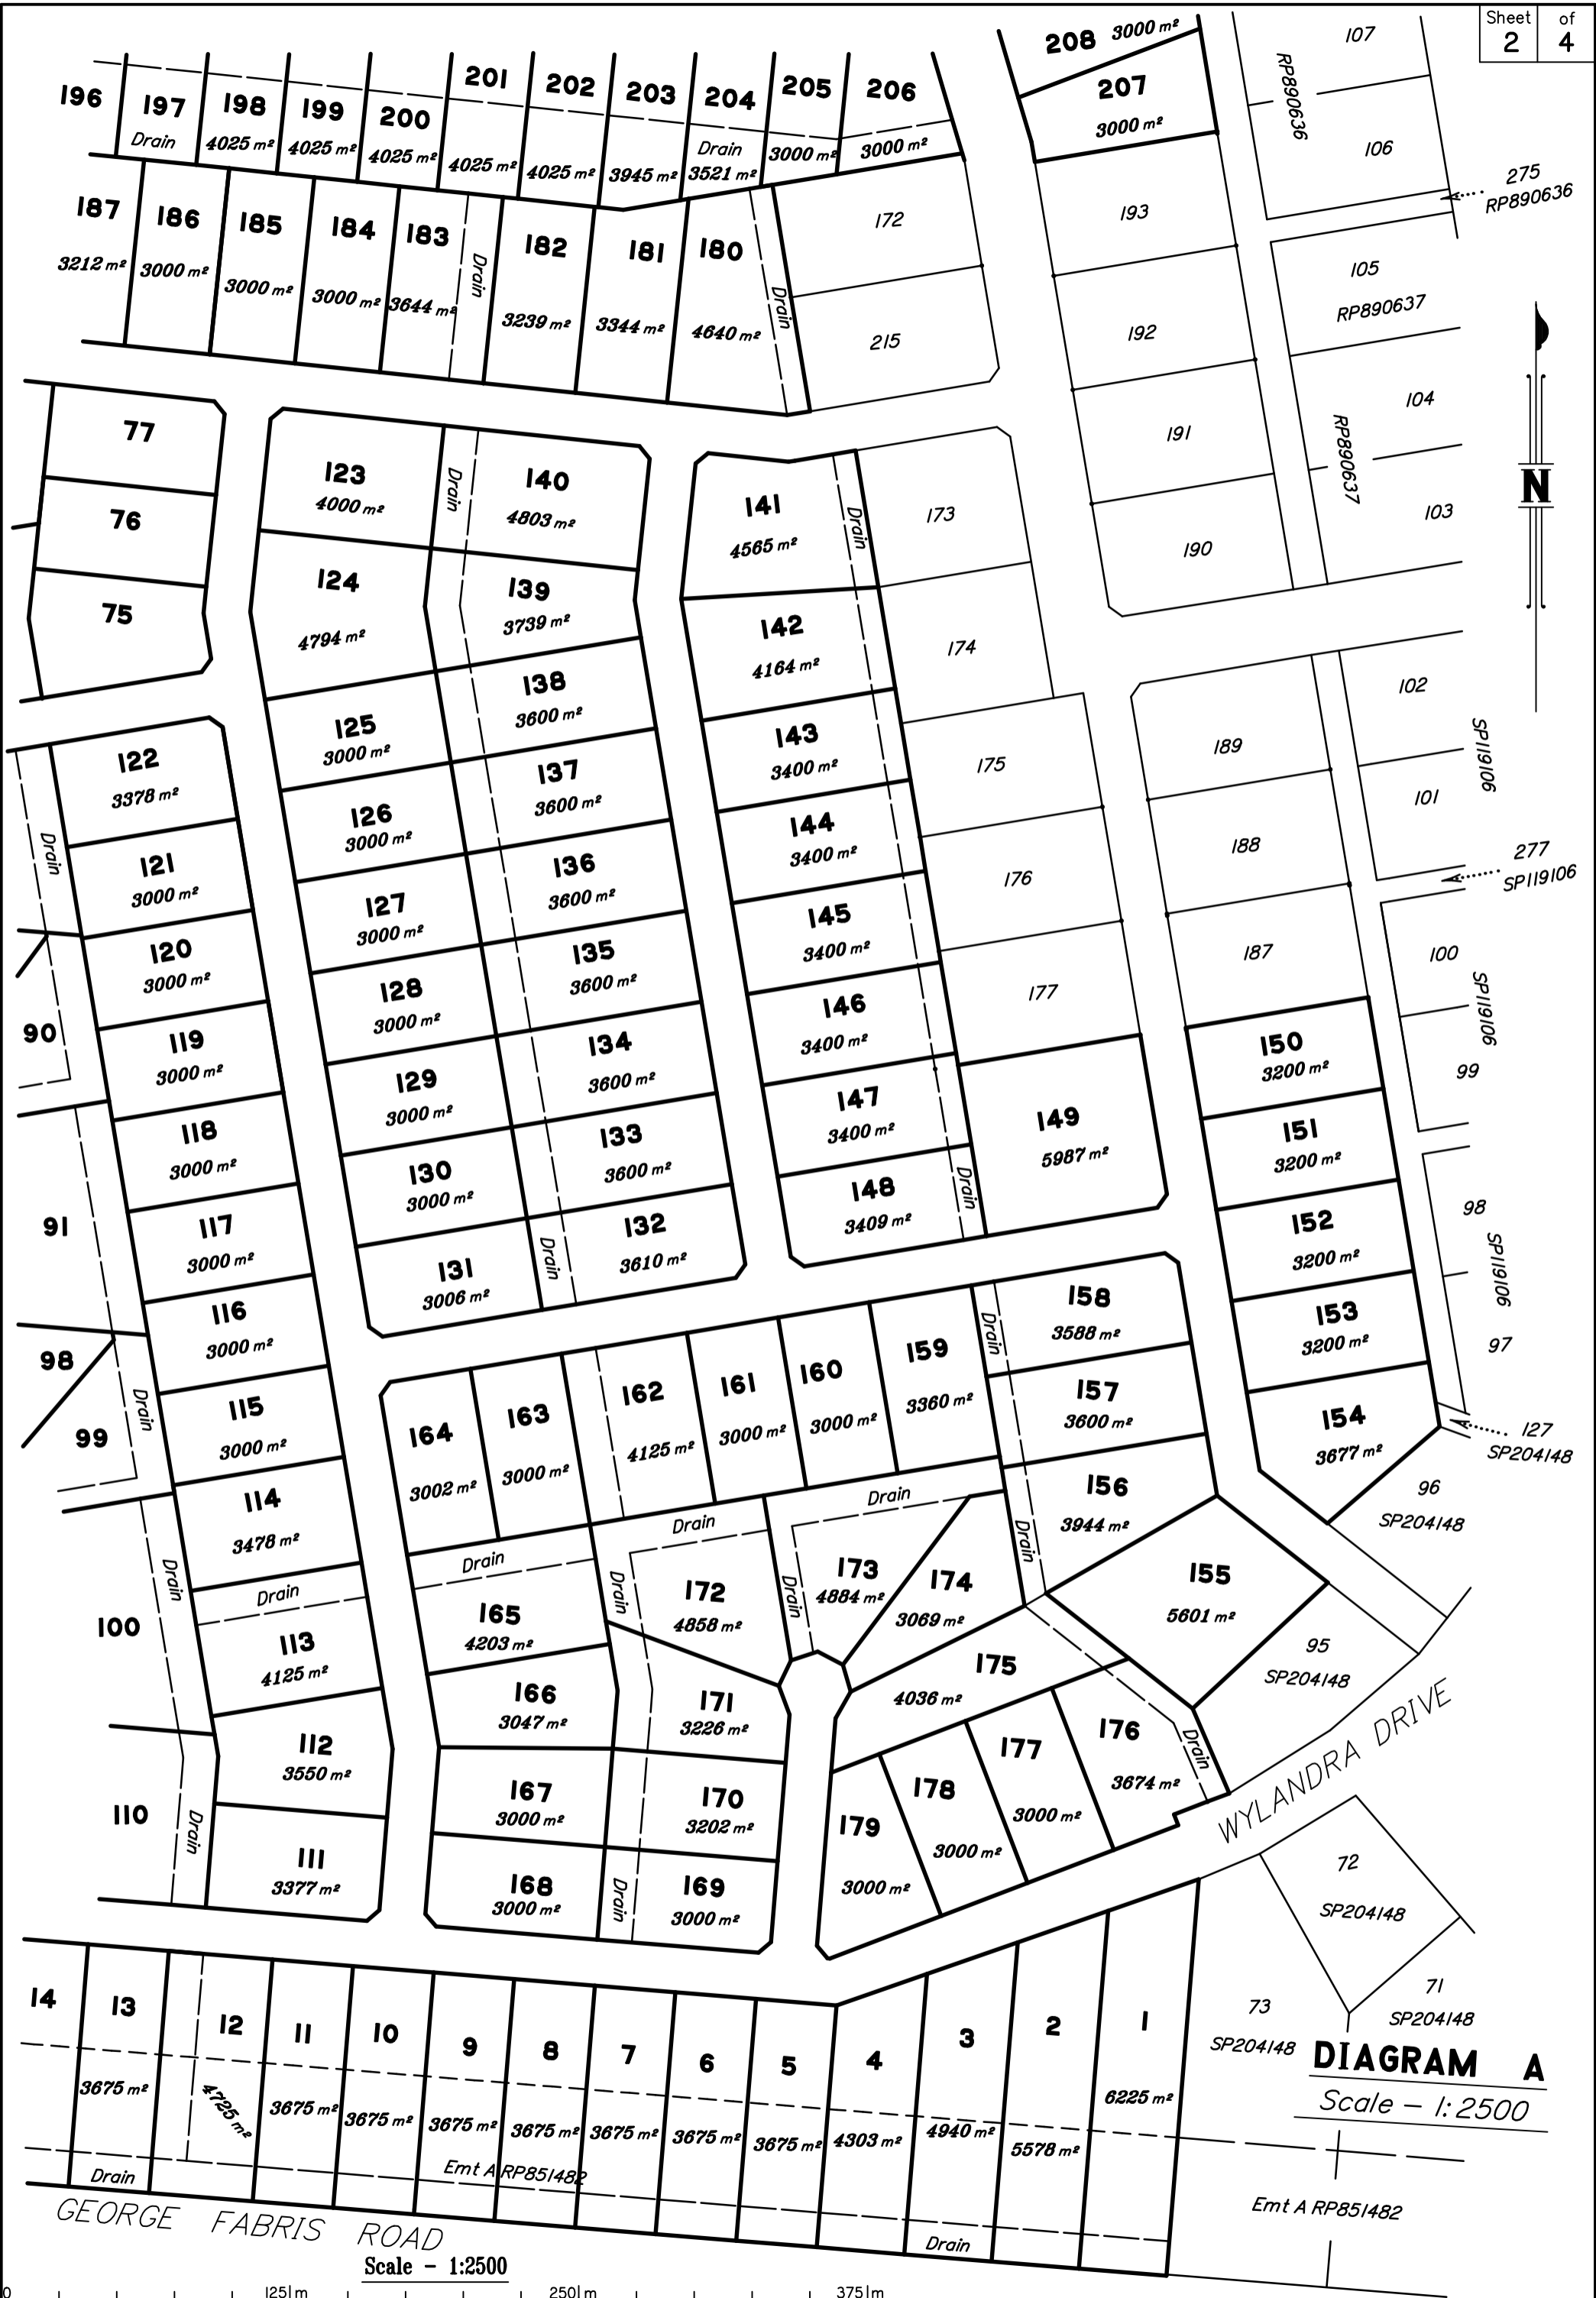 Sheet of
2 4
208 3000 m²
207
3000 m²
107
RP890636
106
275
RP890636
196
197
Drain
198
4025 m²
199
4025 m²
200
4025 m²
201
4025 m²
202
4025 m²
203
3945 m²
204
Drain
3521 m²
205
3000 m²
206
3000 m²
187
3212 m²
186
3000 m²
185
3000 m²
184
3000 m²
183
3644 m²
Drain
182
3239 m²
181
3344 m²
180
4640 m²
Drain
172
215
193
192
191
190
105
RP890637
104
RP890637
103
N
77
76
75
123
4000 m²
Drain
140
4803 m²
124
4794 m²
139
3739 m²
125
3000 m²
138
3600 m²
126
3000 m²
137
3600 m²
127
3000 m²
136
3600 m²
128
3000 m²
135
3600 m²
129
3000 m²
134
3600 m²
130
3000 m²
133
3600 m²
131
3006 m²
Drain
132
3610 m²
141
4565 m²
Drain
142
4164 m²
143
3400 m²
144
3400 m²
145
3400 m²
146
3400 m²
147
3400 m²
148
3409 m²
Drain
173
174
175
176
177
149
5987 m²
189
188
187
102
SP119106
101
277
SP119106
100
SP119106
99
98
SP119106
97
150
3200 m²
151
3200 m²
152
3200 m²
153
3200 m²
154
3677 m²
127
SP204148
96
SP204148
122
3378 m²
Drain
121
3000 m²
120
3000 m²
90
119
3000 m²
118
3000 m²
91
117
3000 m²
116
3000 m²
98
99
Drain
115
3000 m²
114
3478 m²
Drain
Drain
100
113
4125 m²
112
3550 m²
110
Drain
111
3377 m²
164
3002 m²
163
3000 m²
162
4125 m²
161
3000 m²
160
3000 m²
159
3360 m²
Drain
158
3588 m²
157
3600 m²
156
3944 m²
Drain
Drain
Drain
Drain
165
4203 m²
Drain
172
4858 m²
Drain
173
4884 m²
174
3069 m²
155
5601 m²
95
SP204148
175
4036 m²
166
3047 m²
171
3226 m²
167
3000 m²
170
3202 m²
168
3000 m²
Drain
169
3000 m²
176
3674 m²
Drain
177
3000 m²
178
3000 m²
179
3000 m²
WYLANDRA DRIVE
72
SP204148
71
SP204148
73
SP204148
14
13
3675 m²
12
4725 m²
11
3675 m²
10
3675 m²
9
3675 m²
8
3675 m²
7
3675 m²
6
3675 m²
5
3675 m²
4
4303 m²
3
4940 m²
2
5578 m²
1
6225 m²
DIAGRAM A
Scale – 1:2500
Drain
Emt A RP851482
Drain
Emt A RP851482
GEORGE FABRIS ROAD
Scale - 1:2500
0 125|m 250|m 375|m